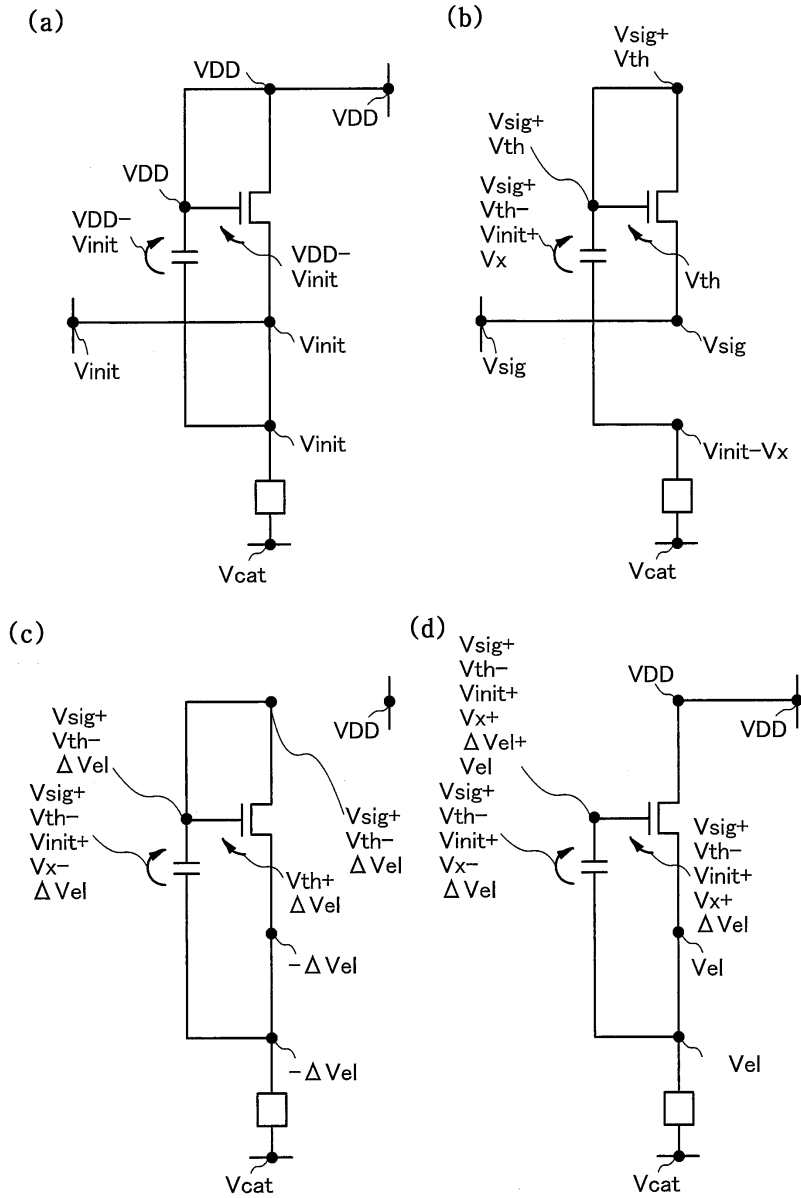 (a)
VDD
VDD
VDD
VDD-
Vinit
VDD-
Vinit
Vinit
Vinit
Vinit
Vcat
(b)
Vsig+
Vth
Vsig+
Vth
Vsig+
Vth-
Vinit+
Vx
Vth
Vsig
Vsig
Vinit-Vx
Vcat
(c)
VDD
Vsig+
Vth-
ΔVel
Vsig+
Vth-
Vinit+
Vx-
ΔVel
Vsig+
Vth-
ΔVel
Vth+
ΔVel
-ΔVel
-ΔVel
Vcat
(d)
Vsig+
Vth-
Vinit+
Vx+
ΔVel+
Vel
VDD
VDD
Vsig+
Vth-
Vinit+
Vx-
ΔVel
Vsig+
Vth-
Vinit+
Vx+
ΔVel
Vel
Vel
Vcat